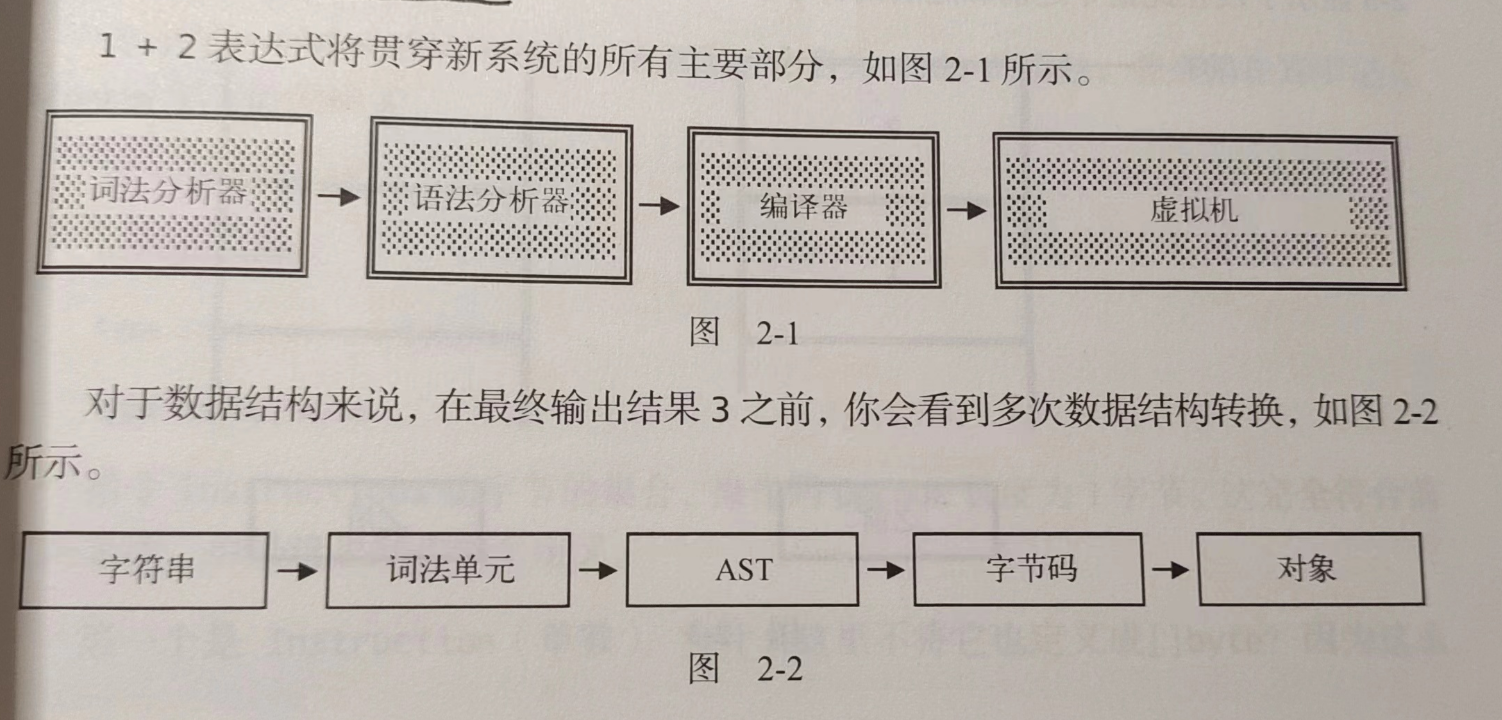 1 + 2 表达式将贯穿新系统的所有主要部分，如图 2-1 所示。
词法分析器 语法分析器 编译器 虚拟机
图 2-1
对于数据结构来说，在最终输出结果 3 之前，你会看到多次数据结构转换，如图 2-2
所示。
字符串 词法单元 AST 字节码 对象
图 2-2